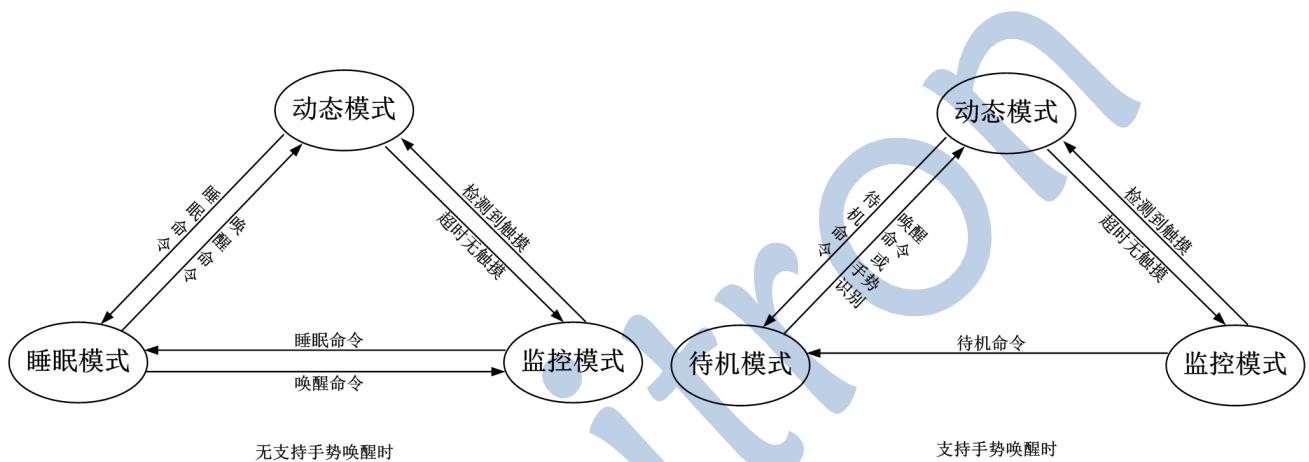 动态模式
睡眠命令
唤醒命令
检测到触摸
超时无触摸
睡眠模式
睡眠命令
唤醒命令
监控模式
无支持手势唤醒时
动态模式
待机命令
唤醒命令或手势识别
检测到触摸
超时无触摸
待机模式
待机命令
监控模式
支持手势唤醒时
itron